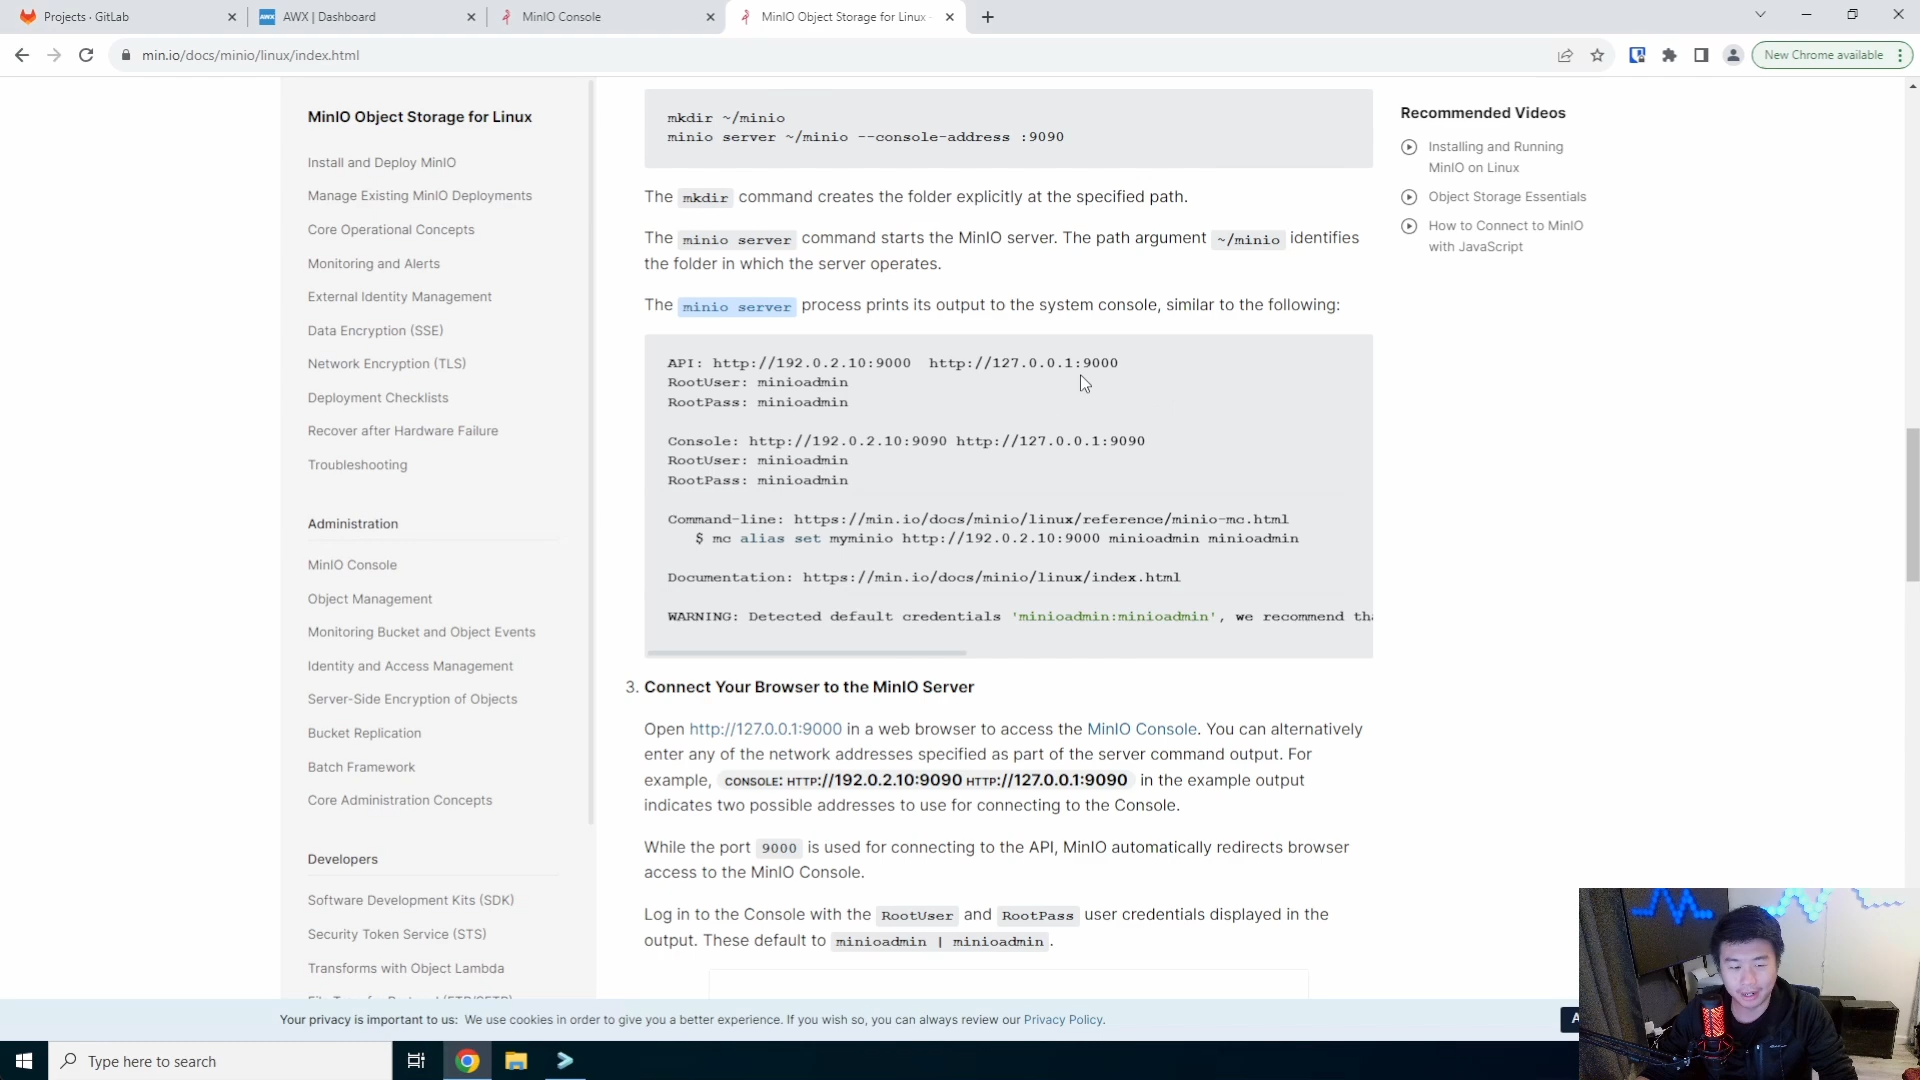 Projects · GitLab
AWX | Dashboard
MinIO Console
MinIO Object Storage for Linux
min.io/docs/minio/linux/index.html
New Chrome available
MinIO Object Storage for Linux
Install and Deploy MinIO
Manage Existing MinIO Deployments
Core Operational Concepts
Monitoring and Alerts
External Identity Management
Data Encryption (SSE)
Network Encryption (TLS)
Deployment Checklists
Recover after Hardware Failure
Troubleshooting
Administration
MinIO Console
Object Management
Monitoring Bucket and Object Events
Identity and Access Management
Server-Side Encryption of Objects
Bucket Replication
Batch Framework
Core Administration Concepts
Developers
Software Development Kits (SDK)
Security Token Service (STS)
Transforms with Object Lambda
mkdir ~/minio
minio server ~/minio --console-address :9090
The mkdir command creates the folder explicitly at the specified path.
The minio server command starts the MinIO server. The path argument ~/minio identifies
the folder in which the server operates.
The minio server process prints its output to the system console, similar to the following:
API: http://192.0.2.10:9000  http://127.0.0.1:9000
RootUser: minioadmin
RootPass: minioadmin
Console: http://192.0.2.10:9090 http://127.0.0.1:9090
RootUser: minioadmin
RootPass: minioadmin
Command-line: https://min.io/docs/minio/linux/reference/minio-mc.html
$ mc alias set myminio http://192.0.2.10:9000 minioadmin minioadmin
Documentation: https://min.io/docs/minio/linux/index.html
WARNING: Detected default credentials 'minioadmin:minioadmin', we recommend tha
3. Connect Your Browser to the MinIO Server
Open http://127.0.0.1:9000 in a web browser to access the MinIO Console. You can alternatively
enter any of the network addresses specified as part of the server command output. For
example, CONSOLE: HTTP://192.0.2.10:9090 HTTP://127.0.0.1:9090 in the example output
indicates two possible addresses to use for connecting to the Console.
While the port 9000 is used for connecting to the API, MinIO automatically redirects browser
access to the MinIO Console.
Log in to the Console with the RootUser and RootPass user credentials displayed in the
output. These default to minioadmin | minioadmin.
Recommended Videos
Installing and Running
MinIO on Linux
Object Storage Essentials
How to Connect to MinIO
with JavaScript
Your privacy is important to us: We use cookies in order to give you a better experience. If you wish so, you can always review our Privacy Policy.
Type here to search